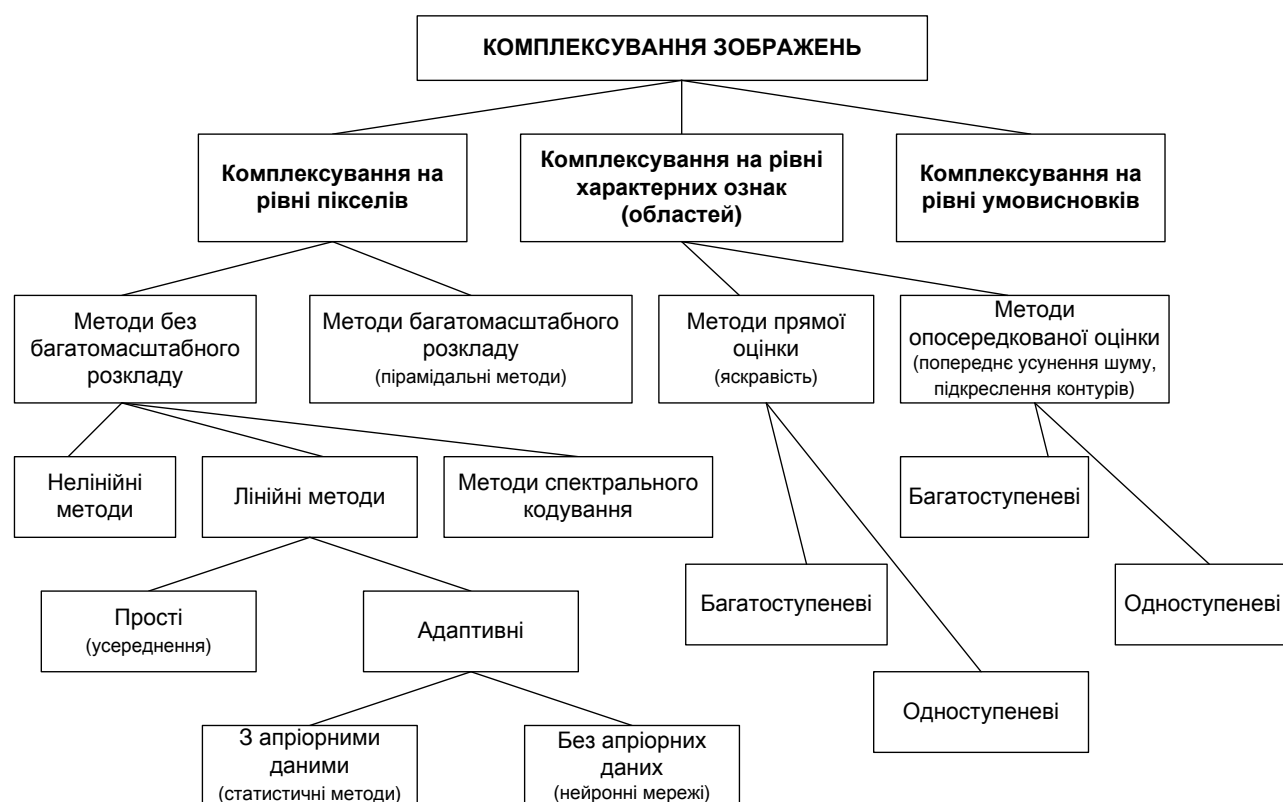 КОМПЛЕКСУВАННЯ ЗОБРАЖЕНЬ
Комплексування на
рівні пікселів
Комплексування на рівні
характерних ознак
(областей)
Комплексування на
рівні умовисновків
Методи без
багатомасштабного
розкладу
Методи багатомасштабного
розкладу
(пірамідальні методи)
Методи прямої
оцінки
(яскравість)
Методи
опосередкованої оцінки
(попереднє усунення шуму,
підкреслення контурів)
Нелінійні
методи
Лінійні методи
Методи спектрального
кодування
Багатоступеневі
Прості
(усереднення)
Адаптивні
Багатоступеневі
Одноступеневі
Одноступеневі
З апріорними
даними
(статистичні методи)
Без апріорних
даних
(нейронні мережі)